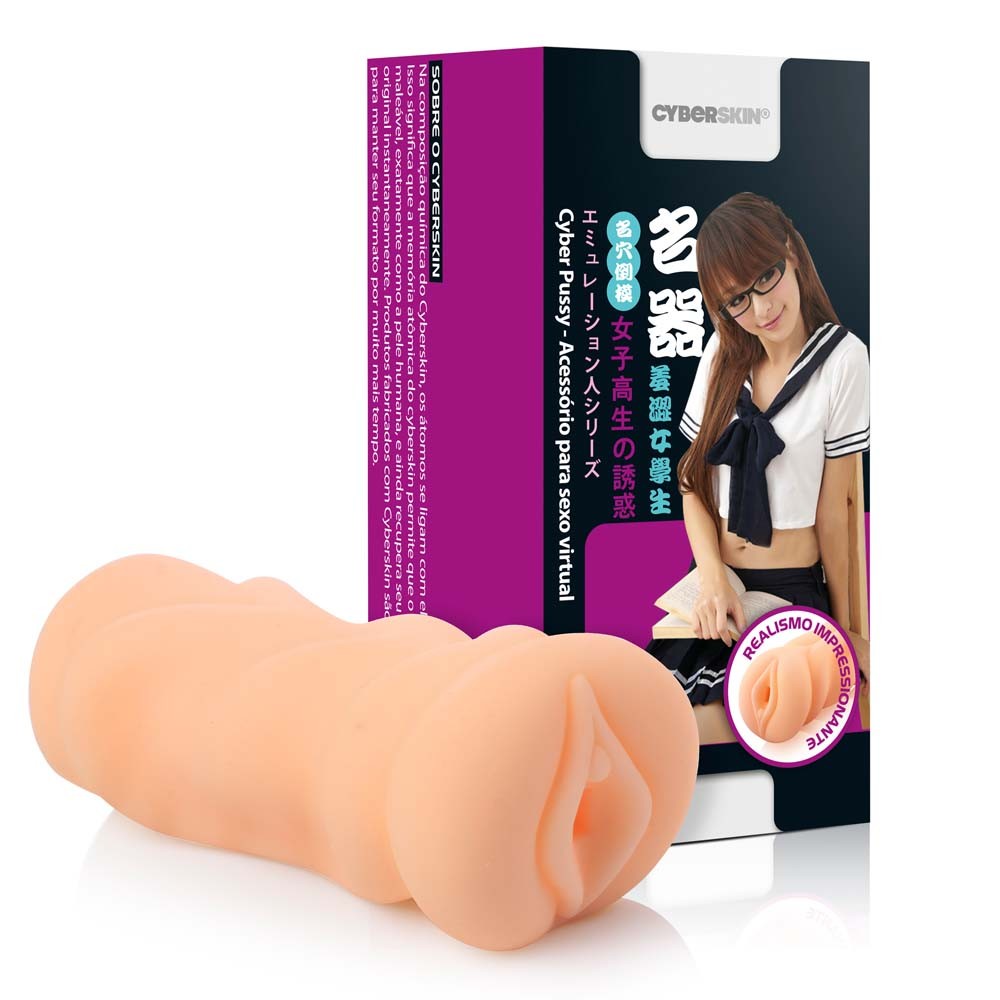 CYBERSKIN®
名器
羞澀女學生
名穴倒模
女子高生の誘惑
エミュレーション人シリーズ
Cyber Pussy - Acessório para sexo virtual
REALISMO IMPRESSIONANTE
SOBRE O CYBERSKIN
Na composição química do Cyberskin, os átomos se ligam com
Isso significa que a memória atômica do cyberskin permite que o
maleável, exatamente como a pele humana, e ainda recupera seu
original instantaneamente. Produtos fabricados com Cyberskin são
para manter seu formato por muito mais tempo.